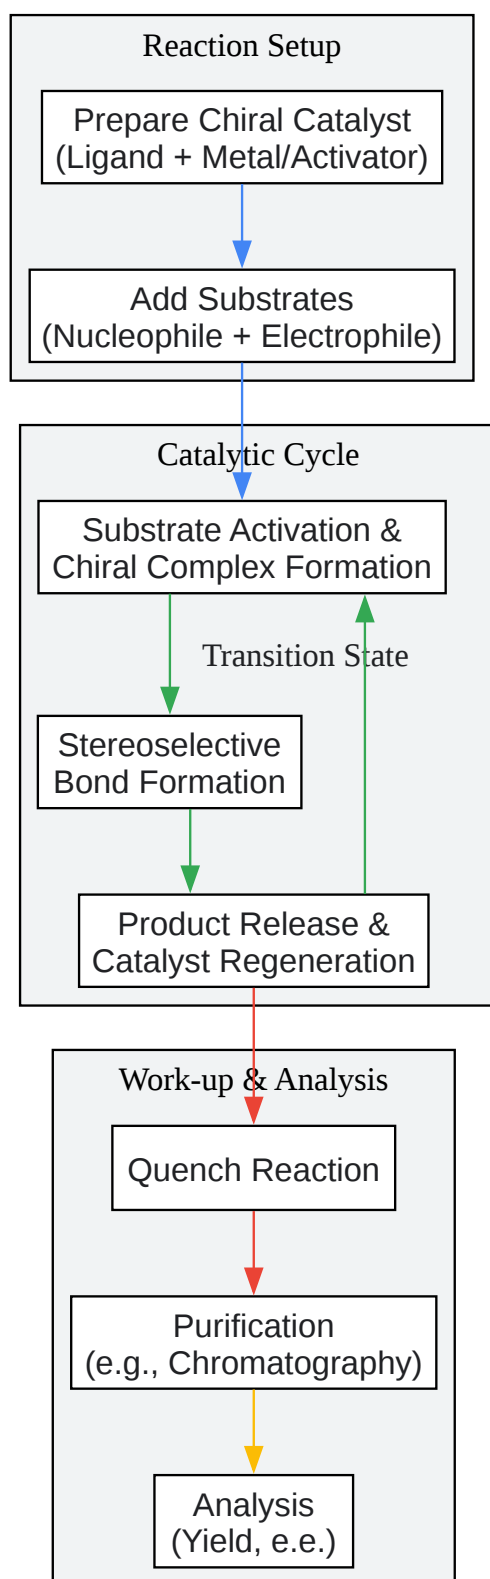 Reaction Setup
Prepare Chiral Catalyst
(Ligand + Metal/Activator)
Add Substrates
(Nucleophile + Electrophile)
Catalytic Cycle
Substrate Activation &
Chiral Complex Formation
Transition State
Stereoselective
Bond Formation
Product Release &
Catalyst Regeneration
Work-up & Analysis
Quench Reaction
Purification
(e.g., Chromatography)
Analysis
(Yield, e.e.)